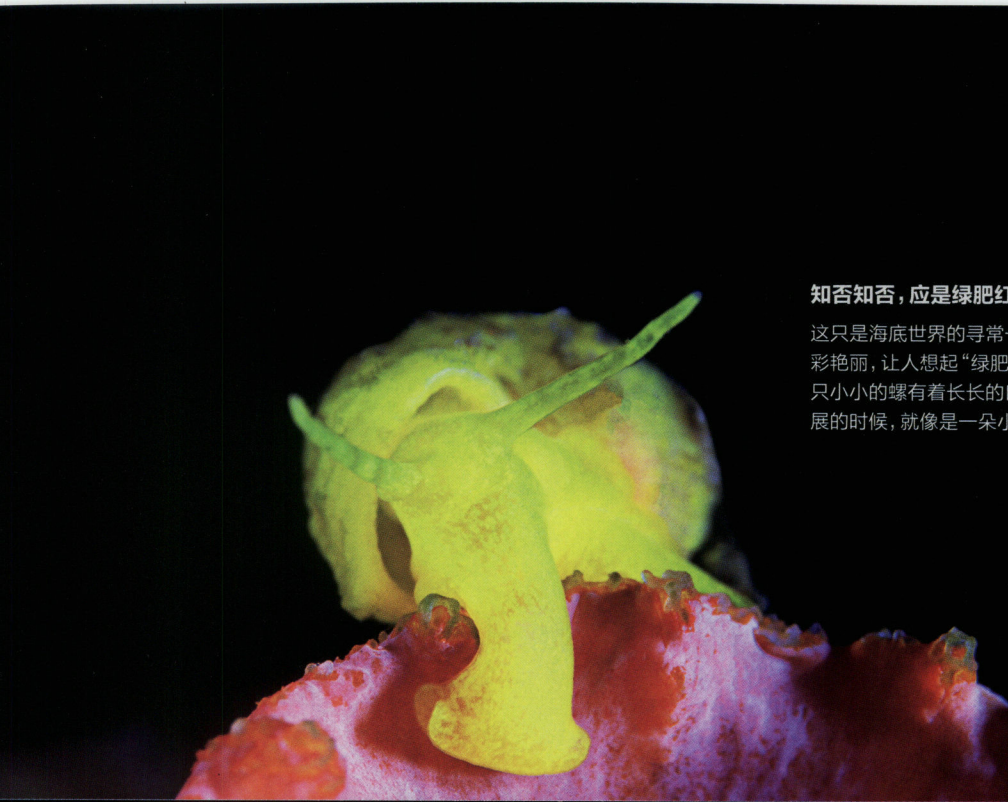 知否知否，应是绿肥红
这只是海底世界的寻常
彩艳丽，让人想起“绿肥
只小小的螺有着长长的
展的时候，就像是一朵小